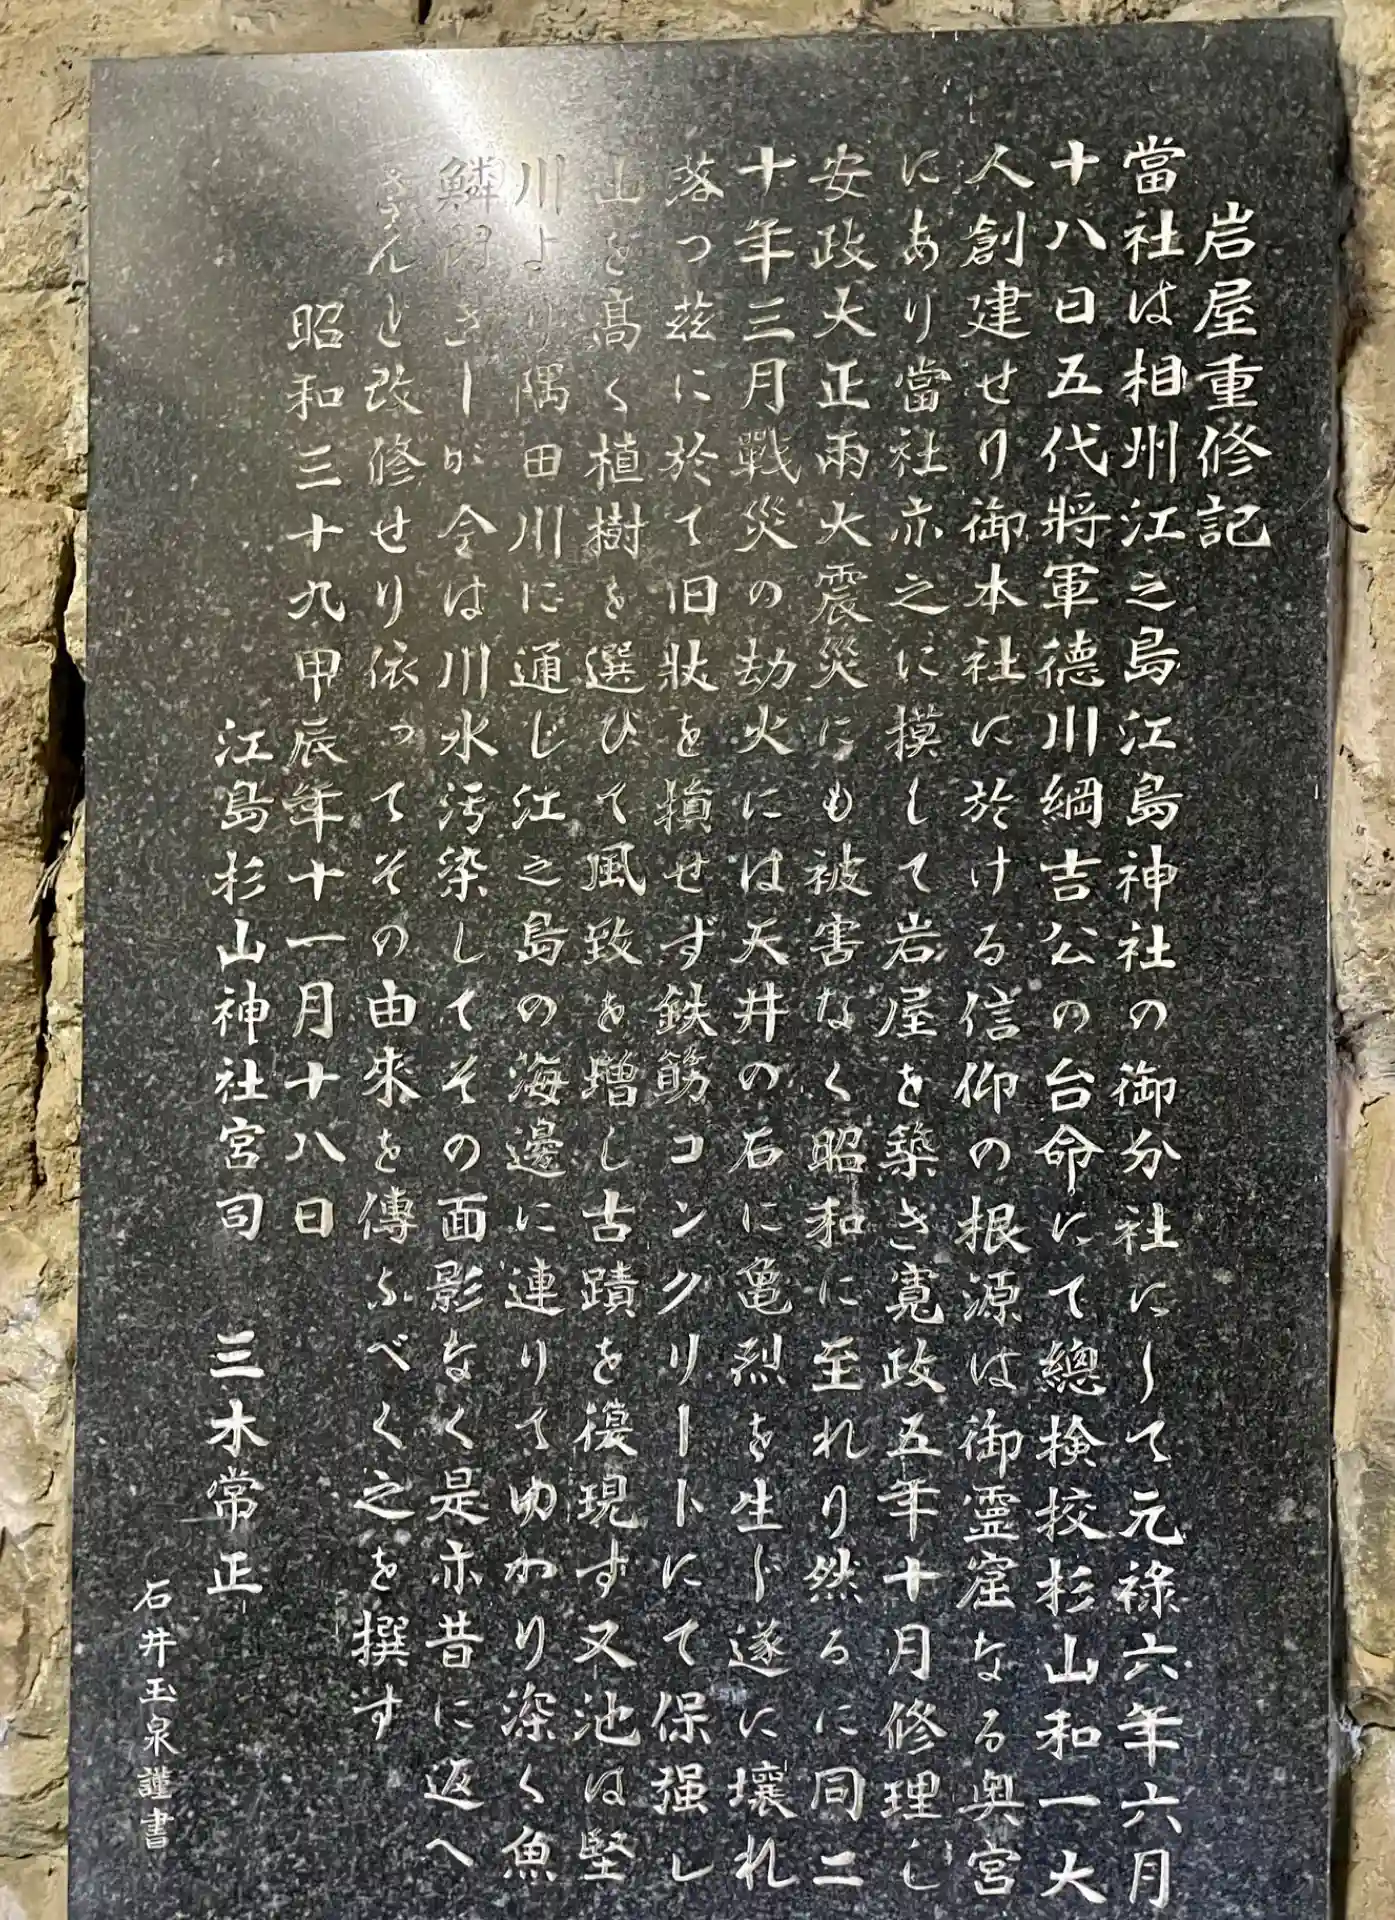 岩屋重修記
當社は相州江之島江島神社の御分社にして元祿六年六月
十八日五代將軍德川綱吉公の台命にて總検挍杉山和一大
人創建せり御本社に於ける信仰の根源は御霊窟なる奥宮
にあり當社亦之に摸して岩屋を築き寛政五年十月修理し
安政大正両大震災にも被害なく昭和に至れり然るに同二
十年三月戰災の劫火には天井の石に亀烈を生じ遂に壊れ
落つ茲に於て旧狀を損せず鉄筋コンクリートにて保强し
山を髙く植樹を選ひて風致を増し古蹟を復現す又池は堅
川より隅田川に通じ江之島の海邊に連りてゆかり深く魚
鱗閃きしが今は川水汚染してその面影なく是亦昔に返へ
さんと改修せり依ってその由来を傳ふべく之を撰す
昭和三十九甲辰年十一月十八日
江島杉山神社宮司 三木常正
石井玉泉謹書